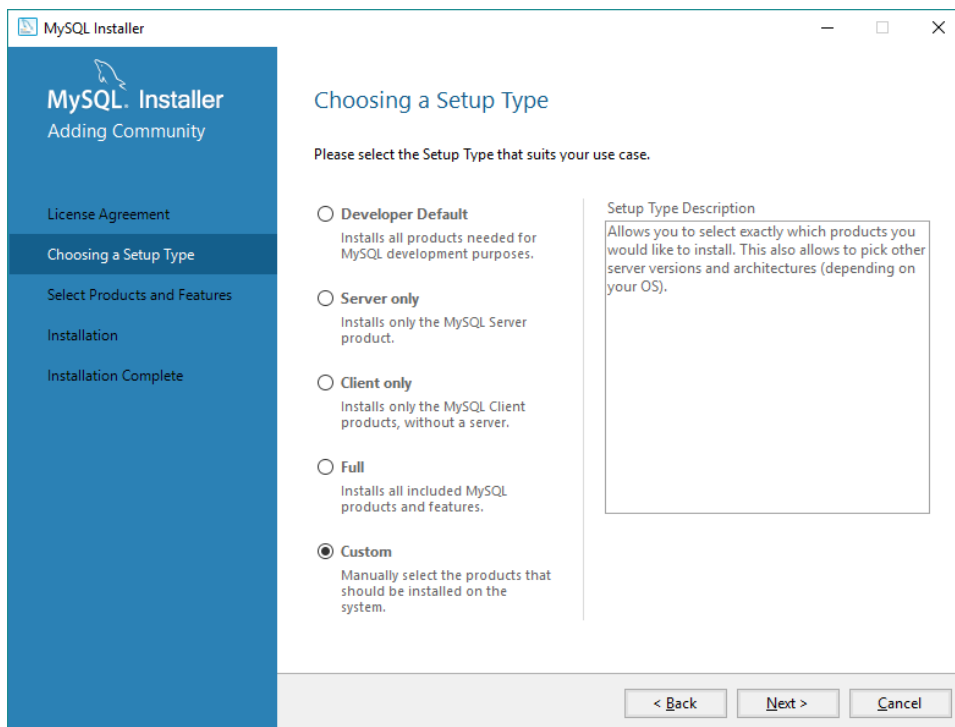 MySQL Installer
MySQL. Installer
Adding Community
License Agreement
Choosing a Setup Type
Select Products and Features
Installation
Installation Complete
Choosing a Setup Type
Please select the Setup Type that suits your use case.
Developer Default
Installs all products needed for
MySQL development purposes.
Server only
Installs only the MySQL Server
product.
Client only
Installs only the MySQL Client
products, without a server.
Full
Installs all included MySQL
products and features.
Custom
Manually select the products that
should be installed on the
system.
Setup Type Description
Allows you to select exactly which products you
would like to install. This also allows to pick other
server versions and architectures (depending on
your OS).
< Back
Next >
Cancel